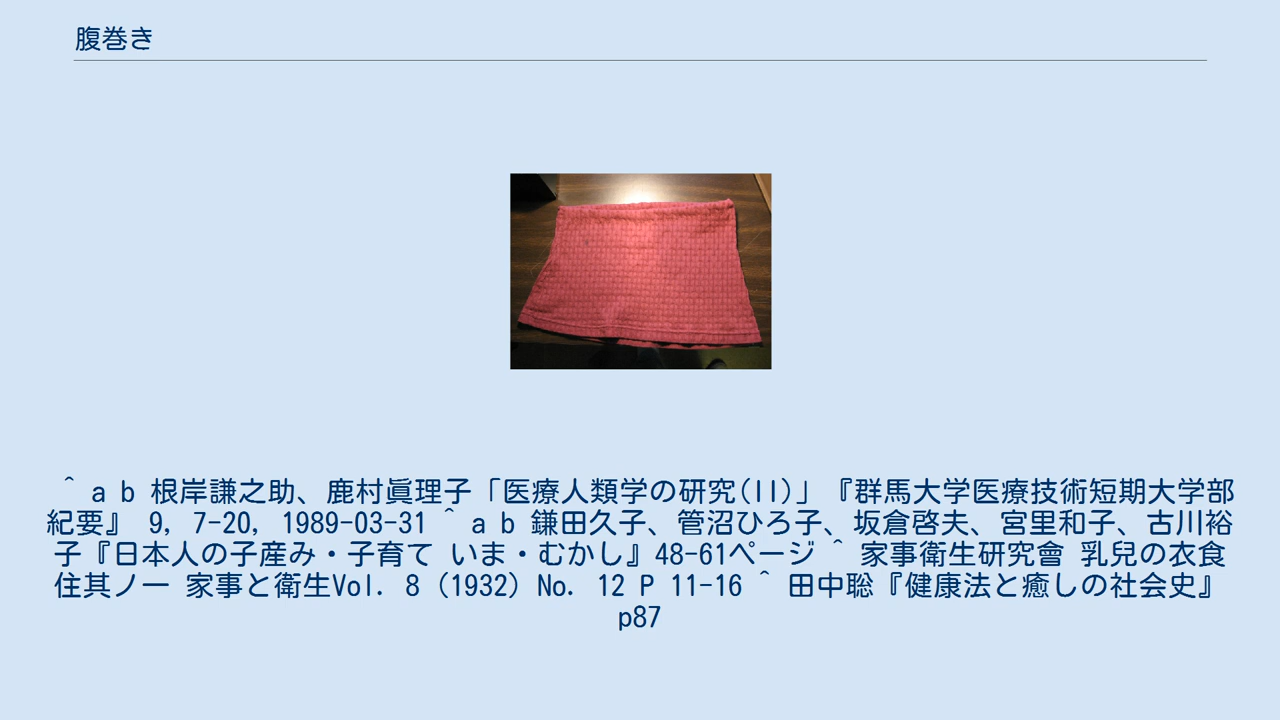 腹巻き
^ a b 根岸謙之助、鹿村眞理子「医療人類学の研究(II)」『群馬大学医療技術短期大学部
紀要』 9, 7-20, 1989-03-31 ^ a b 鎌田久子、菅沼ひろ子、坂倉啓夫、宮里和子、古川裕
子『日本人の子産み・子育て いま・むかし』48-61ページ ^ 家事衛生研究會 乳兒の衣食
住其ノ一 家事と衛生Vol. 8 (1932) No. 12 P 11-16 ^ 田中聡『健康法と癒しの社会史』
p87